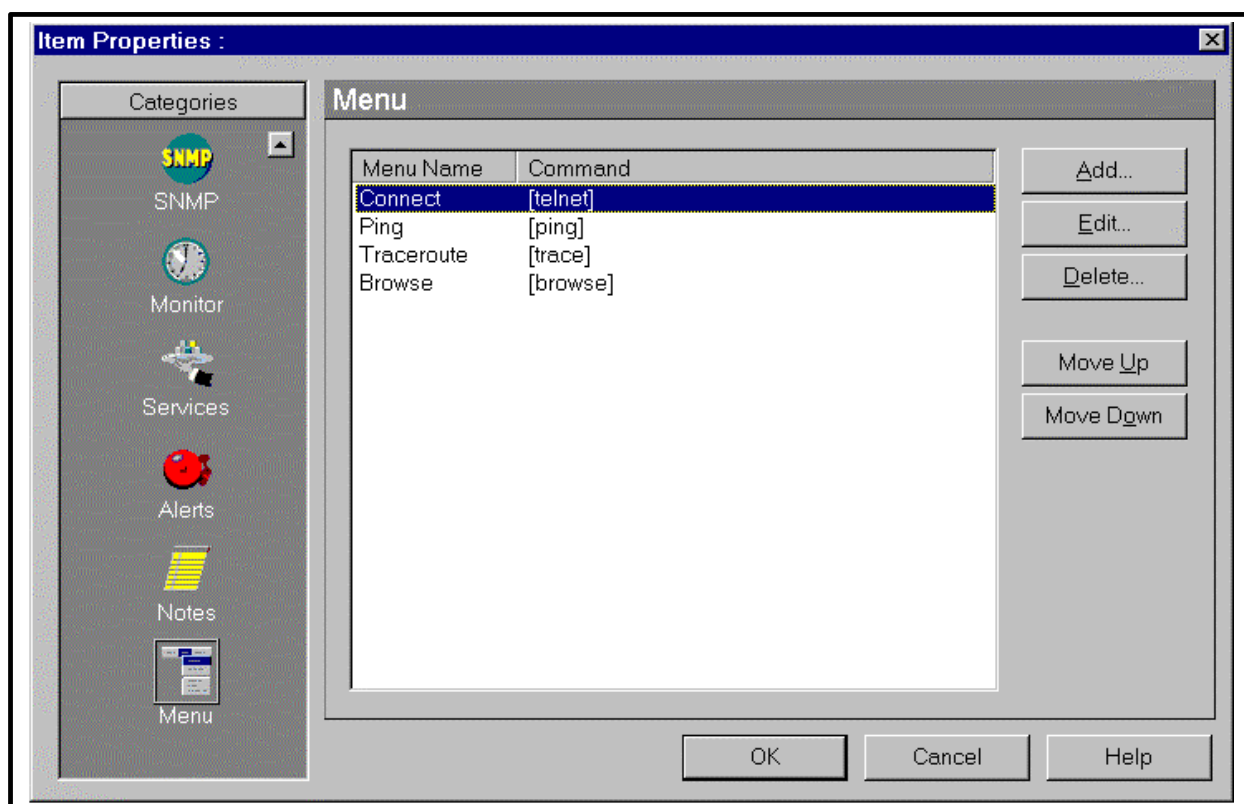 Item Properties :
Categories
SNMP
SNMP
Monitor
Services
Alerts
Notes
Menu
Menu
Menu Name Command
Connect [telnet]
Ping [ping]
Traceroute [trace]
Browse [browse]
Add...
Edit...
Delete...
Move Up
Move Down
OK Cancel Help